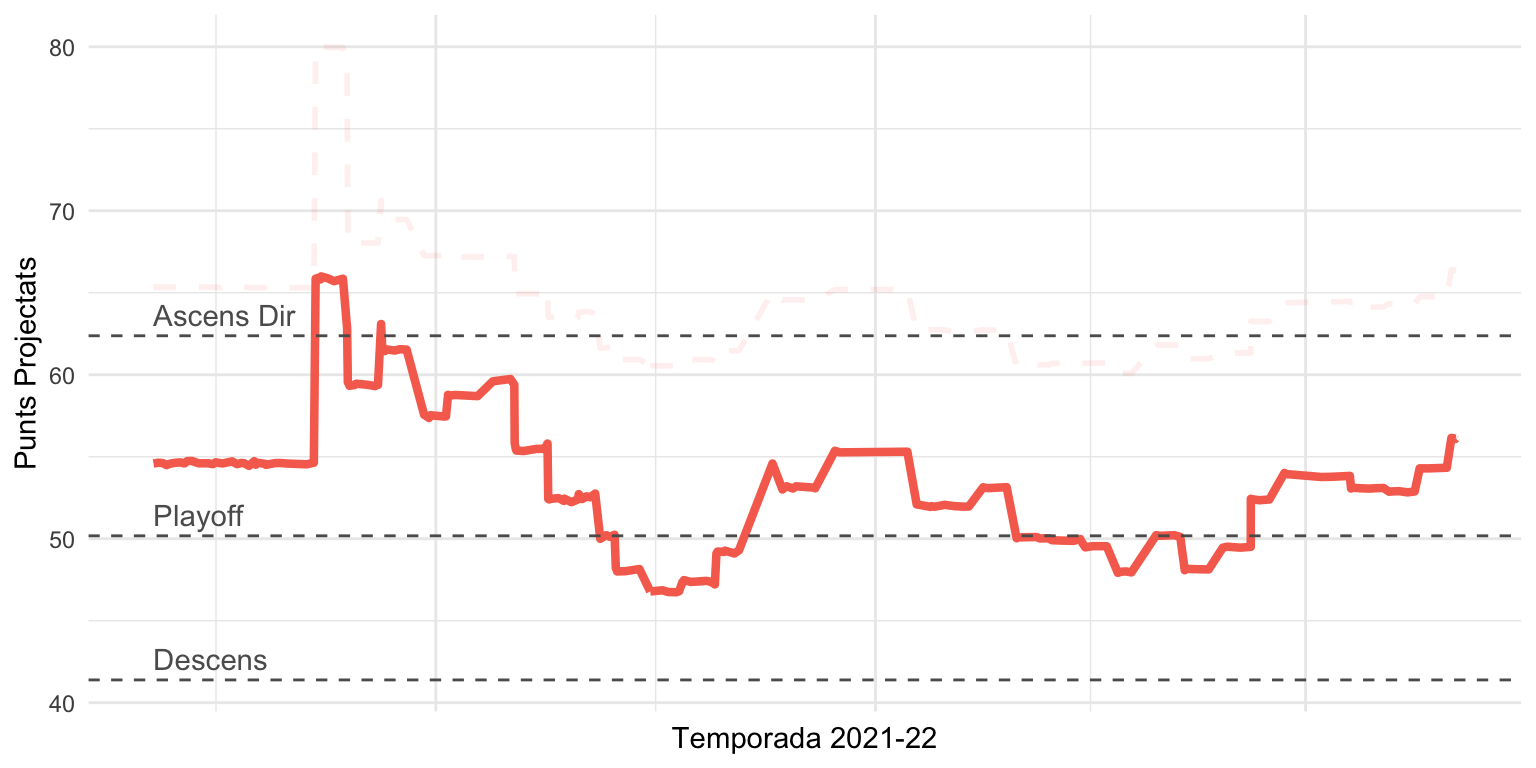 80
70
60
50
40
Punts Projectats
Ascens Dir
Playoff
Descens
Temporada 2021-22